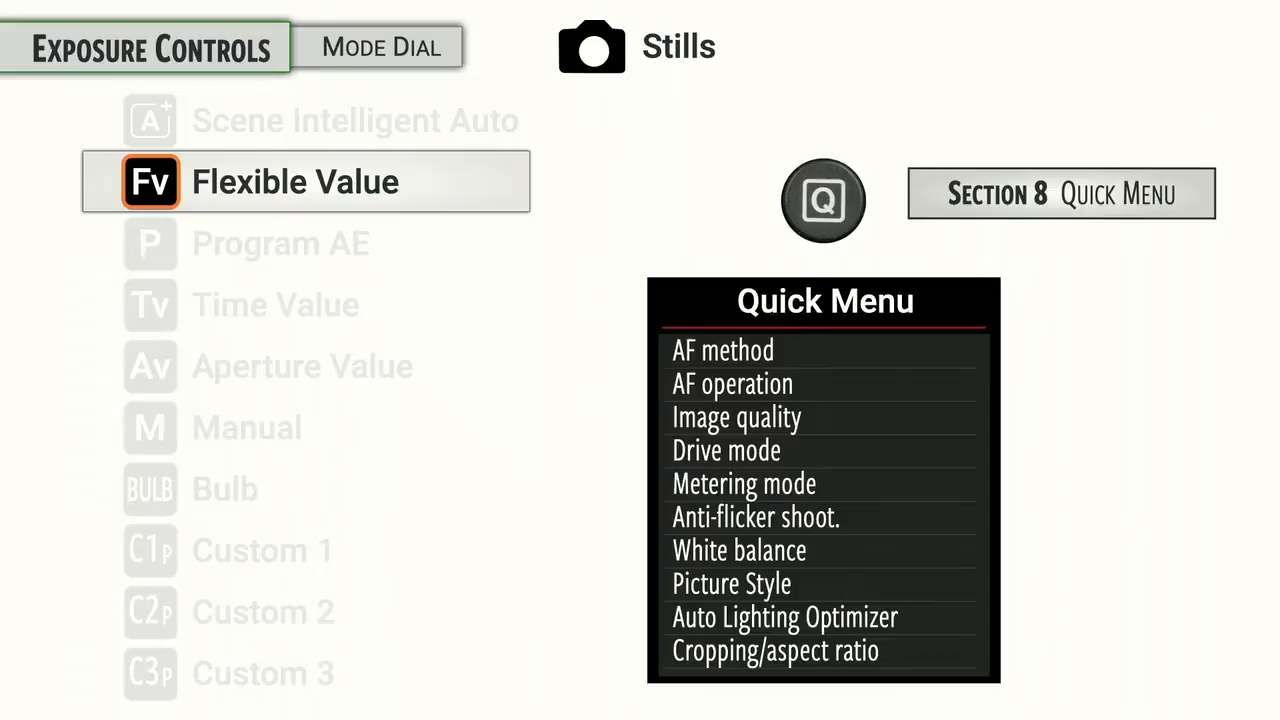 EXPOSURE CONTROLS
MODE DIAL
Stills
A+ Scene Intelligent Auto
Fv Flexible Value
P Program AE
Tv Time Value
Av Aperture Value
M Manual
BULB Bulb
C1P Custom 1
C2P Custom 2
C3P Custom 3
Q
SECTION 8 QUICK MENU
Quick Menu
AF method
AF operation
Image quality
Drive mode
Metering mode
Anti-flicker shoot.
White balance
Picture Style
Auto Lighting Optimizer
Cropping/aspect ratio